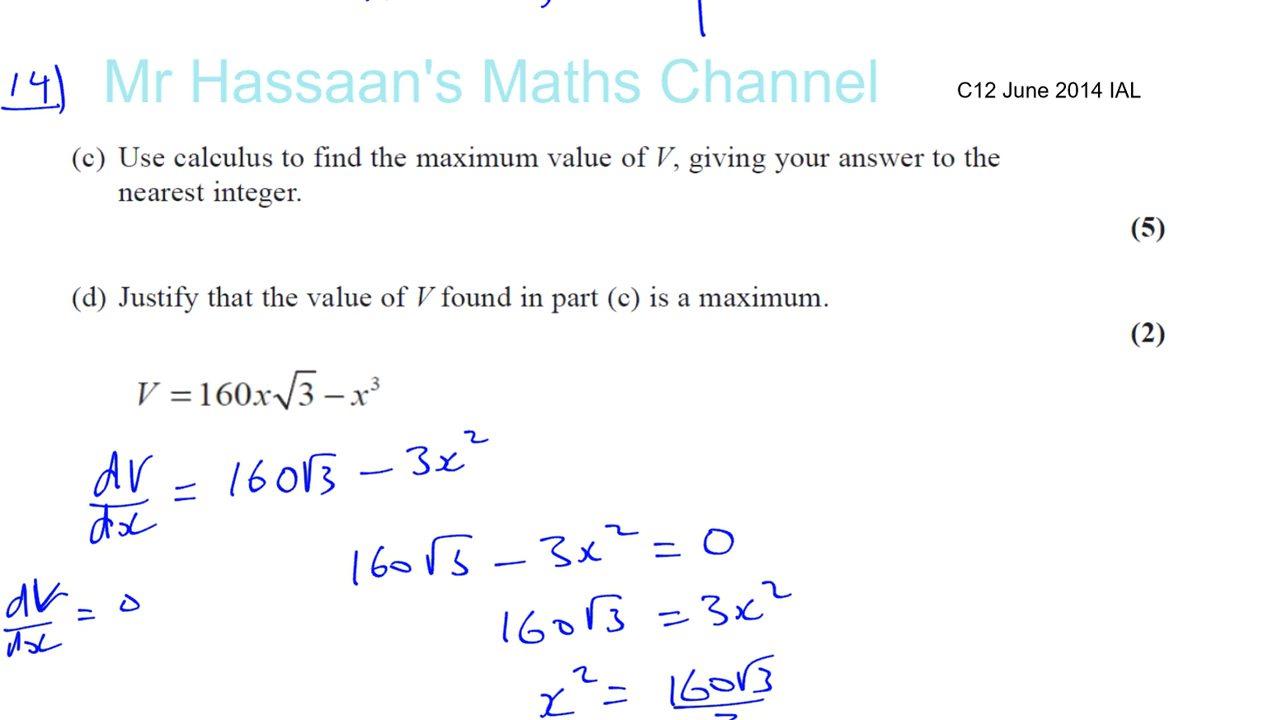 14) Mr Hassaan's Maths Channel C12 June 2014 IAL
(c) Use calculus to find the maximum value of V, giving your answer to the
nearest integer.
(5)
(d) Justify that the value of V found in part (c) is a maximum.
(2)
V = 160x√3 − x³
dV/dx = 160√3 − 3x²
160√3 − 3x² = 0
dV/dx = 0
160√3 = 3x²
x² = 160√3